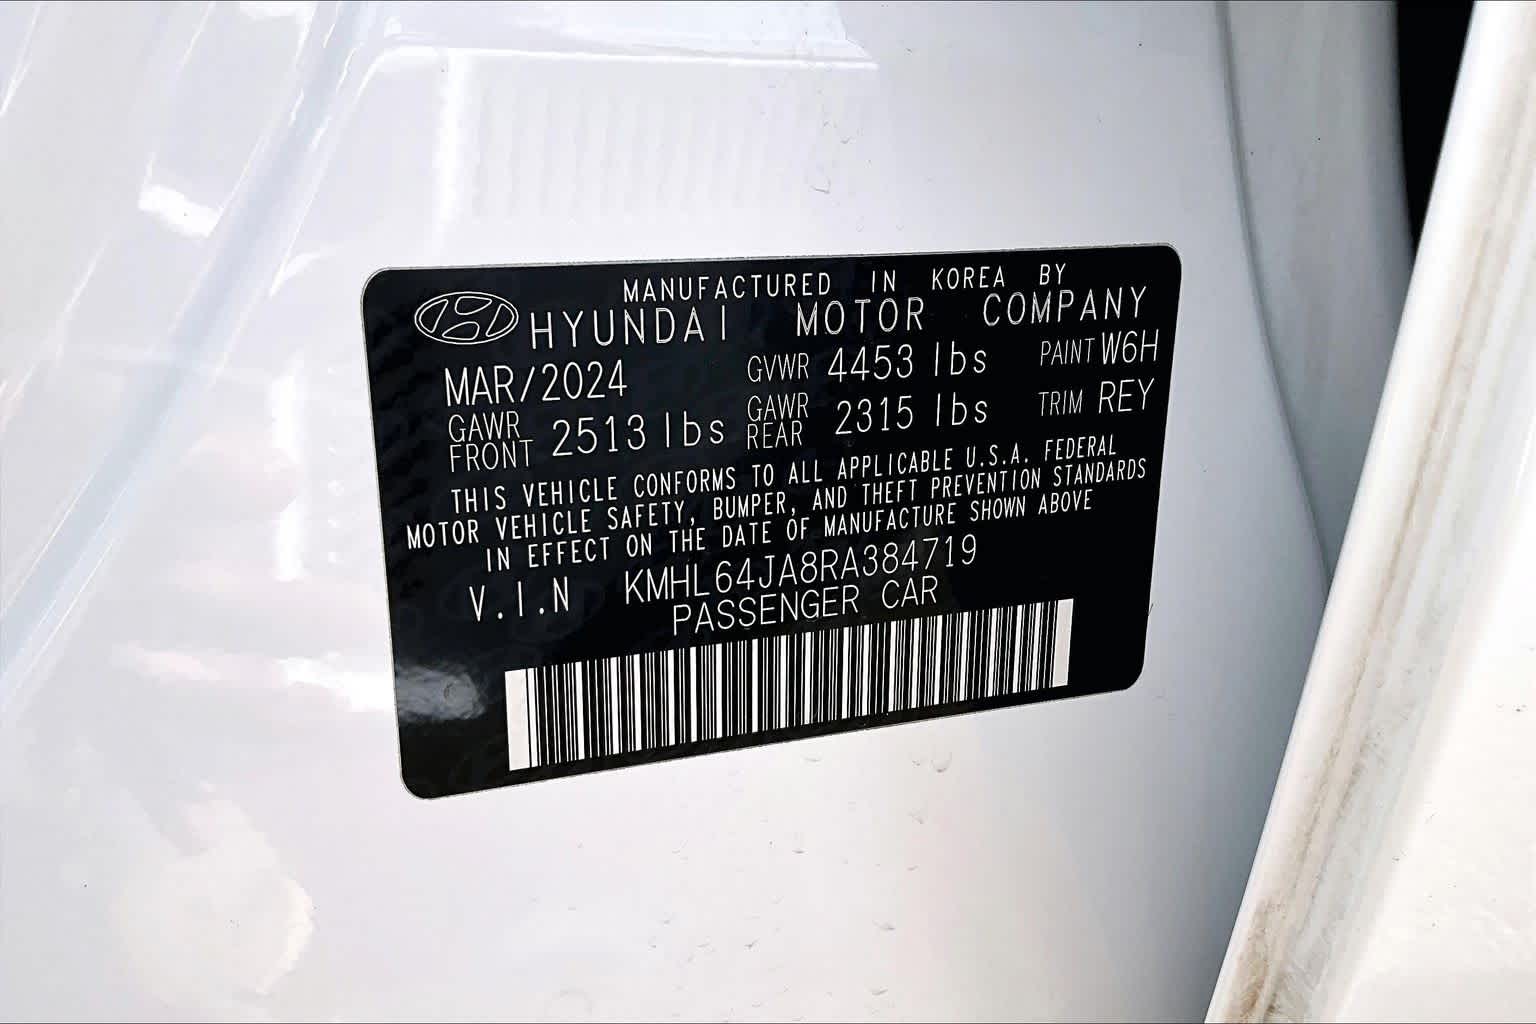 MANUFACTURED IN KOREA BY
HYUNDAI MOTOR COMPANY
MAR/2024 GVWR 4453 lbs PAINT W6H
GAWR FRONT 2513 lbs GAWR REAR 2315 lbs TRIM REY
THIS VEHICLE CONFORMS TO ALL APPLICABLE U.S.A. FEDERAL
MOTOR VEHICLE SAFETY, BUMPER, AND THEFT PREVENTION STANDARDS
IN EFFECT ON THE DATE OF MANUFACTURE SHOWN ABOVE
V.I.N KMHL64JA8RA384719
PASSENGER CAR